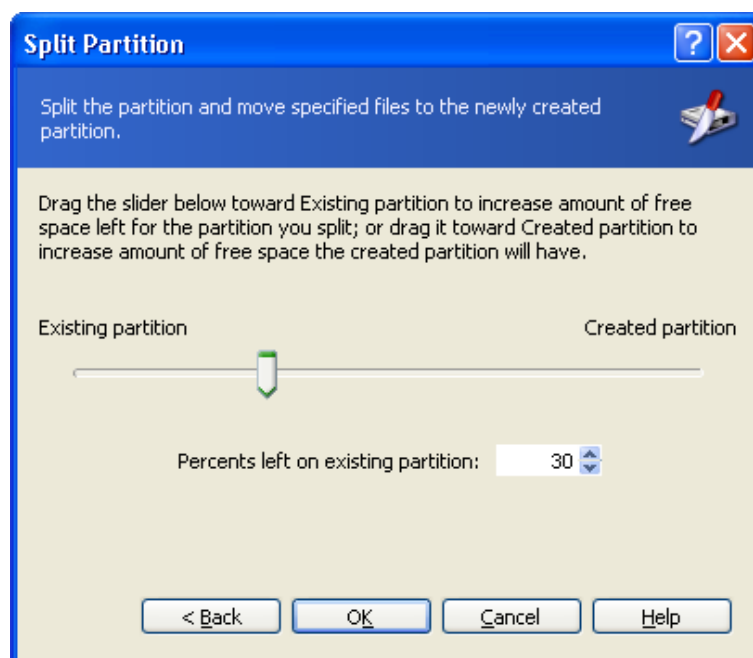 Split Partition
Split the partition and move specified files to the newly created
partition.
Drag the slider below toward Existing partition to increase amount of free
space left for the partition you split; or drag it toward Created partition to
increase amount of free space the created partition will have.
Existing partition
Created partition
Percents left on existing partition: 30
< Back
OK
Cancel
Help